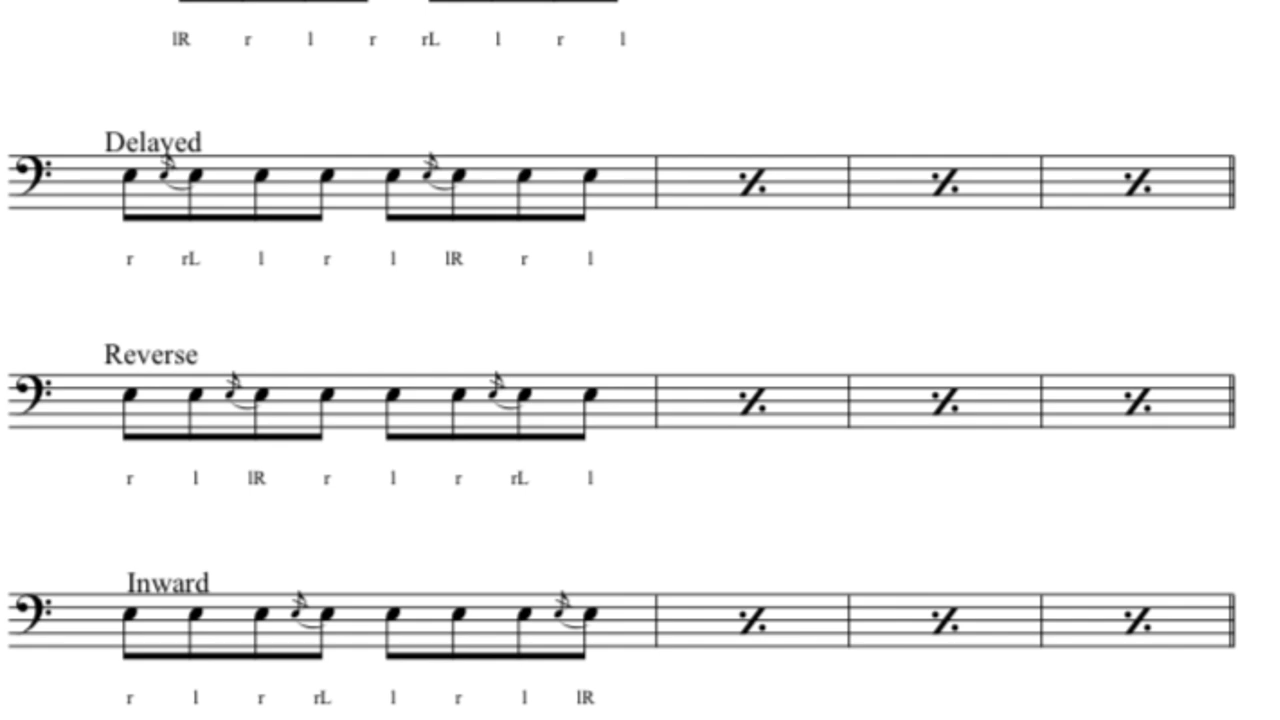 lR r l r rL l r l
Delayed
r rL l r l lR r l
Reverse
r l lR r l r rL l
Inward
r l r rL l r l lR